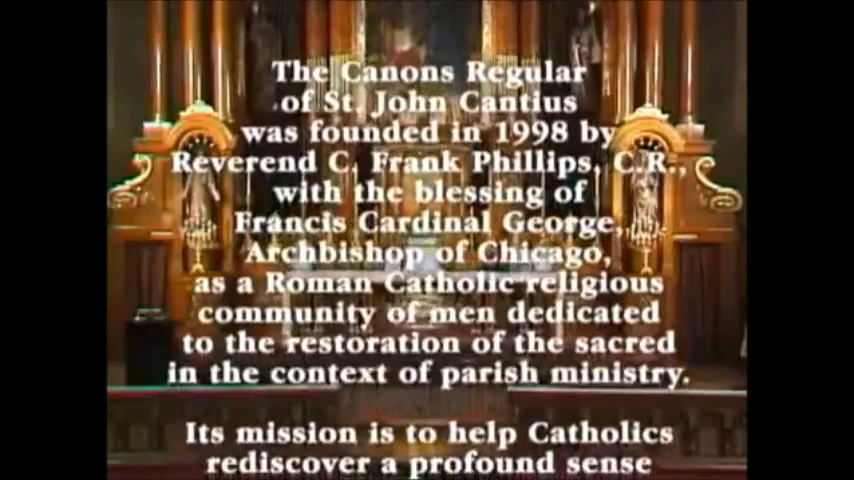 The Canons Regular
of St. John Cantius
was founded in 1998 by
Reverend C. Frank Phillips, C.R.,
with the blessing of
Francis Cardinal George,
Archbishop of Chicago,
as a Roman Catholic religious
community of men dedicated
to the restoration of the sacred
in the context of parish ministry.
Its mission is to help Catholics
rediscover a profound sense